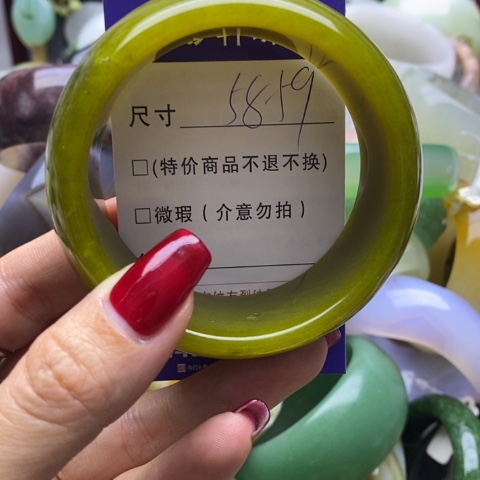 尺寸 58-59
□(特价商品不退不换)
□微瑕（介意勿拍）